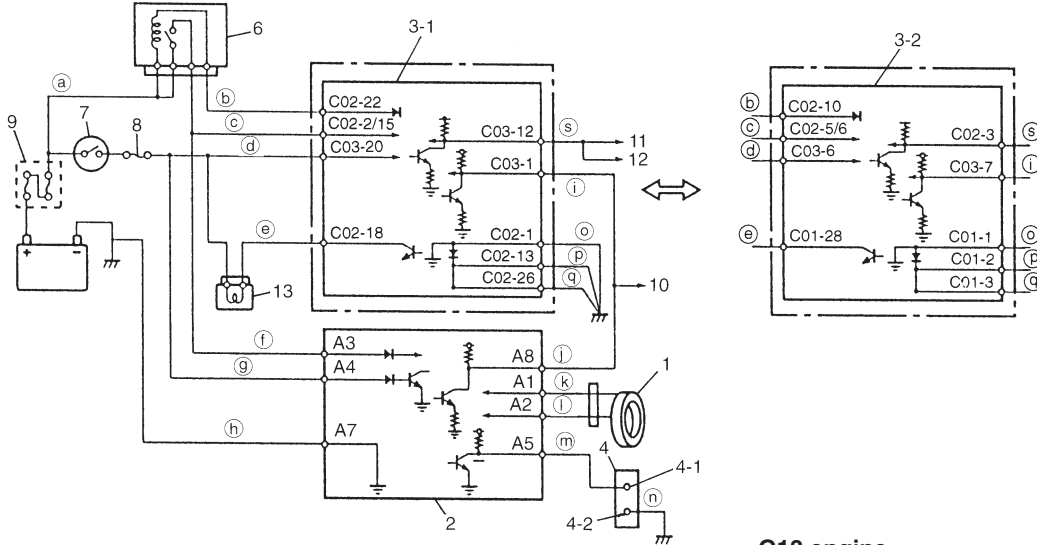 6
3-1
3-2
a
b
c
d
C02-22
C02-2/15
C03-20
C03-12
C03-1
s
i
11
12
b
c
d
C02-10
C02-5/6
C03-6
C02-3
C03-7
s
i
9
7
8
+
-
e
C02-18
C02-1
C02-13
C02-26
o
p
q
10
e
C01-28
C01-1
C01-2
C01-3
o
p
q
13
f
g
h
A3
A4
A7
A8
A1
A2
A5
j
k
l
m
1
4
4-1
4-2
n
2